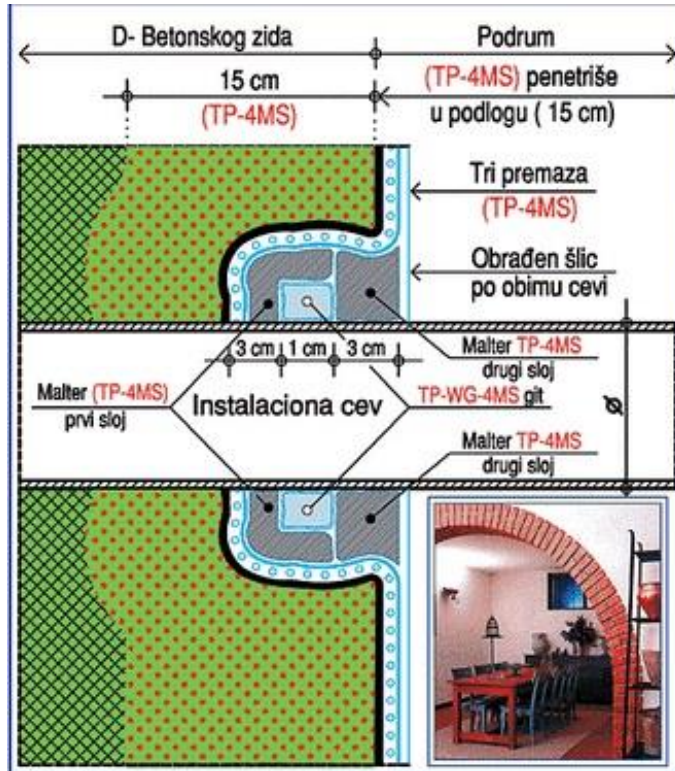 D- Betonskog zida
Podrum
15 cm
(TP-4MS)
(TP-4MS) penetriše
u podlogu ( 15 cm)
Tri premaza
(TP-4MS)
Obrađen šlic
po obimu cevi
3 cm
1 cm
3 cm
Malter TP-4MS
drugi sloj
Malter (TP-4MS)
prvi sloj
Instalaciona cev
TP-WG-4MS git
Ø
Malter TP-4MS
drugi sloj